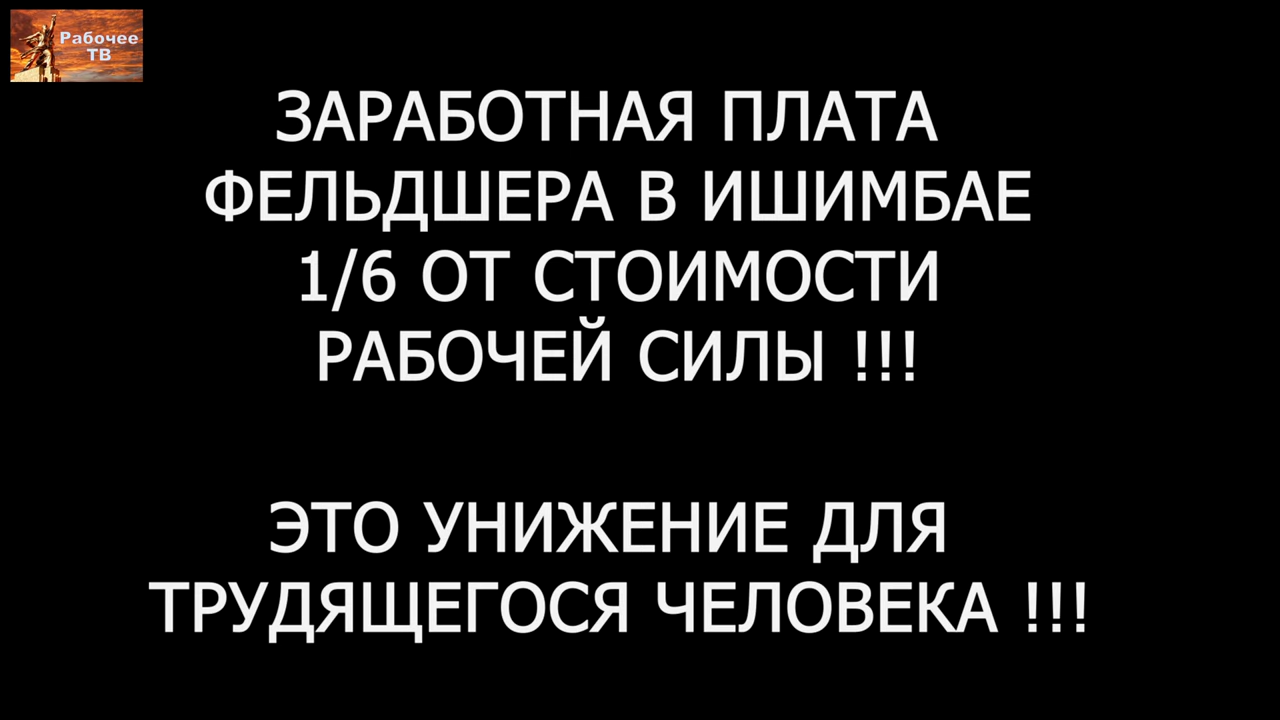 Рабочее
ТВ
ЗАРАБОТНАЯ ПЛАТА
ФЕЛЬДШЕРА В ИШИМБАЕ
1/6 ОТ СТОИМОСТИ
РАБОЧЕЙ СИЛЫ !!!
ЭТО УНИЖЕНИЕ ДЛЯ
ТРУДЯЩЕГОСЯ ЧЕЛОВЕКА !!!